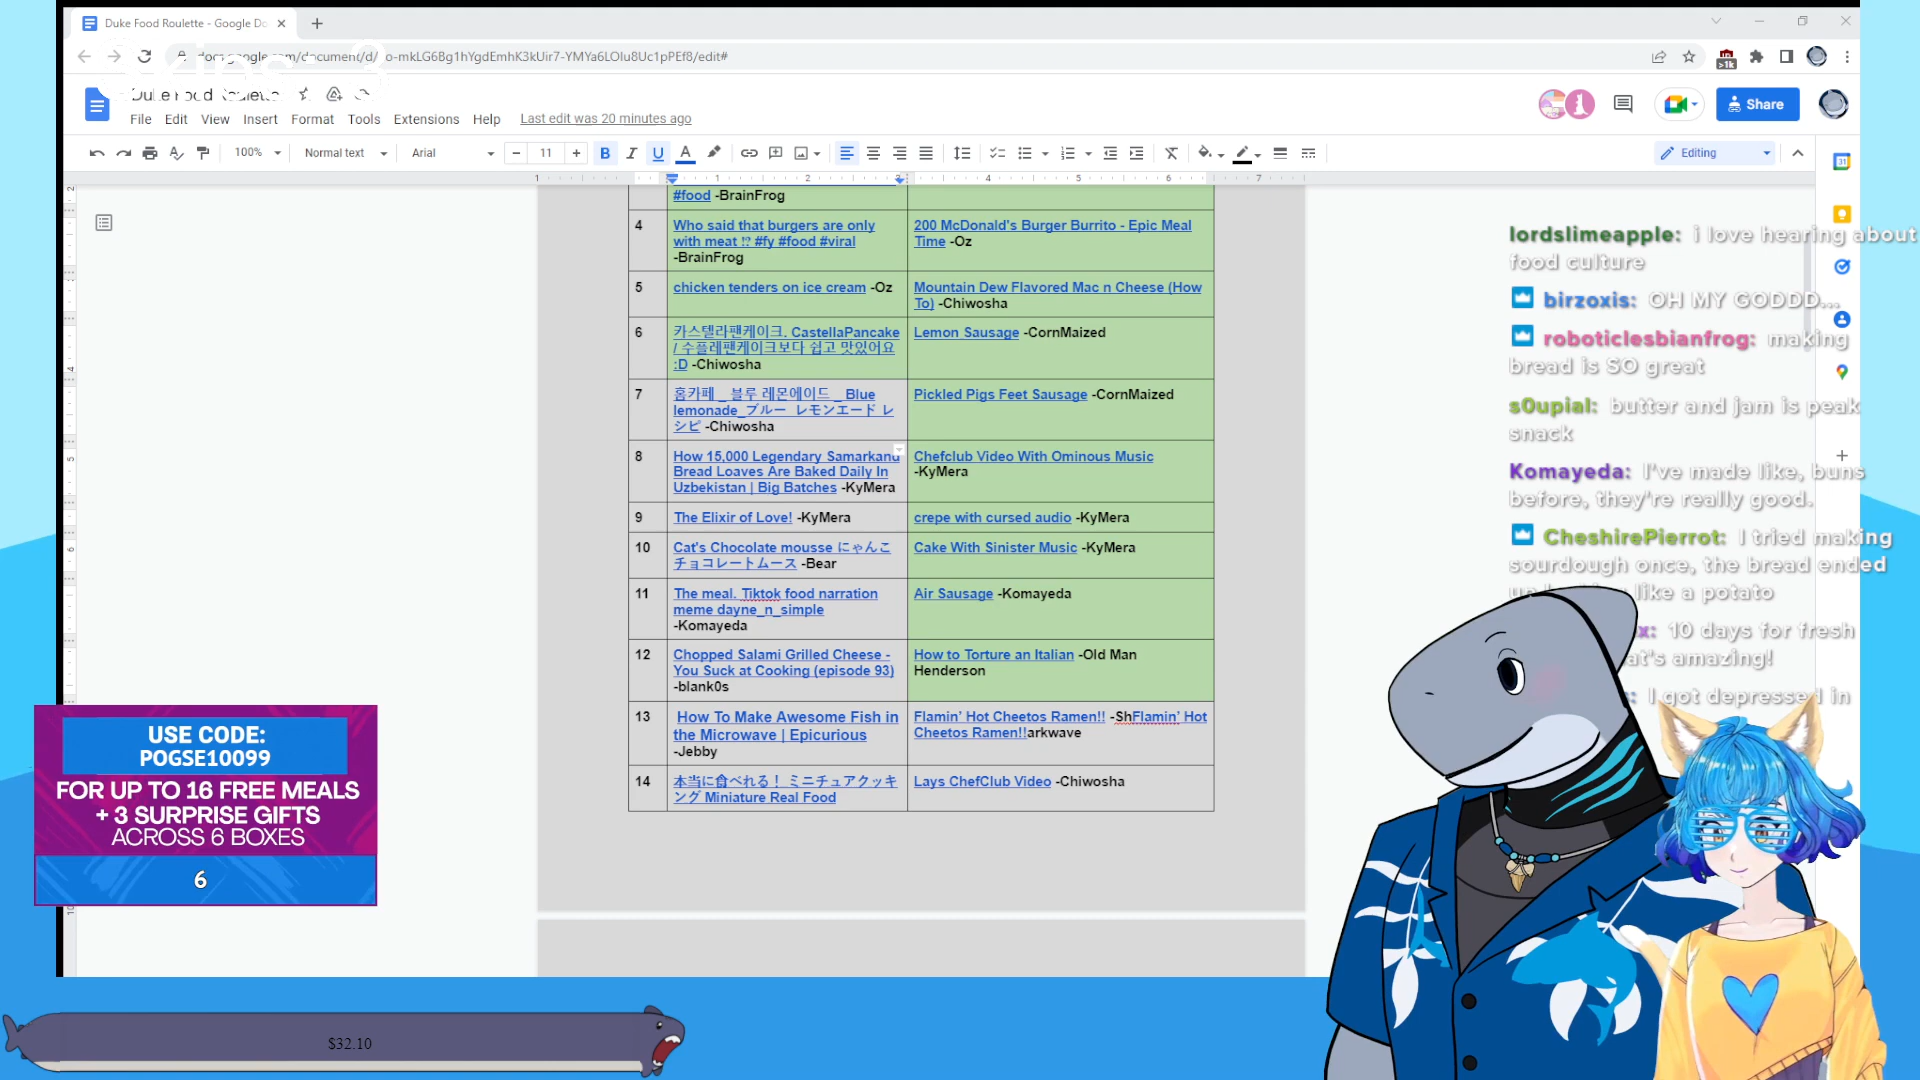 Duke Food Roulette - Google Do
docs.google.com/document/d/
o-mkLG6Bg1hYgdEmhK3kUir7-YMYa6LOlu8Uc1pPEf8/edit#
>1k
Duke Food Roulette
File Edit View Insert Format Tools Extensions Help Last edit was 20 minutes ago
Share
100% Normal text Arial 11 B I U A Editing
1 1 2 3 4 5 6 7
#food -BrainFrog
4
Who said that burgers are only
with meat !? #fy #food #viral
-BrainFrog
200 McDonald's Burger Burrito - Epic Meal
Time -Oz
5
chicken tenders on ice cream -Oz
Mountain Dew Flavored Mac n Cheese (How
To) -Chiwosha
6
카스텔라팬케이크. CastellaPancake
/ 수플레팬케이크보다 쉽고 맛있어요
:D -Chiwosha
Lemon Sausage -CornMaized
7
홈카페 _ 블루 레몬에이드 _ Blue
lemonade_ブルー レモンエード レ
シピ -Chiwosha
Pickled Pigs Feet Sausage -CornMaized
8
How 15,000 Legendary Samarkand
Bread Loaves Are Baked Daily In
Uzbekistan | Big Batches -KyMera
Chefclub Video With Ominous Music
-KyMera
9
The Elixir of Love! -KyMera
crepe with cursed audio -KyMera
10
Cat's Chocolate mousse にゃんこ
チョコレートムース -Bear
Cake With Sinister Music -KyMera
11
The meal. Tiktok food narration
meme dayne_n_simple
-Komayeda
Air Sausage -Komayeda
12
Chopped Salami Grilled Cheese -
You Suck at Cooking (episode 93)
-blank0s
How to Torture an Italian -Old Man
Henderson
13
How To Make Awesome Fish in
the Microwave | Epicurious
-Jebby
Flamin' Hot Cheetos Ramen!! -ShFlamin' Hot
Cheetos Ramen!!arkwave
14
本当に食べれる！ ミニチュアクッキ
ング Miniature Real Food
Lays ChefClub Video -Chiwosha
lordslimeapple: i love hearing about
food culture
birzoxis: OH MY GODDD...
roboticlesbianfrog: making
bread is SO great
s0upial: butter and jam is peak
snack
Komayeda: I've made like, buns
before, they're really good.
CheshirePierrot: I tried making
sourdough once, the bread ended
like a potato
x: 10 days for fresh
at's amazing!
: I got depressed in
USE CODE:
POGSE10099
FOR UP TO 16 FREE MEALS
+ 3 SURPRISE GIFTS
ACROSS 6 BOXES
6
$32.10